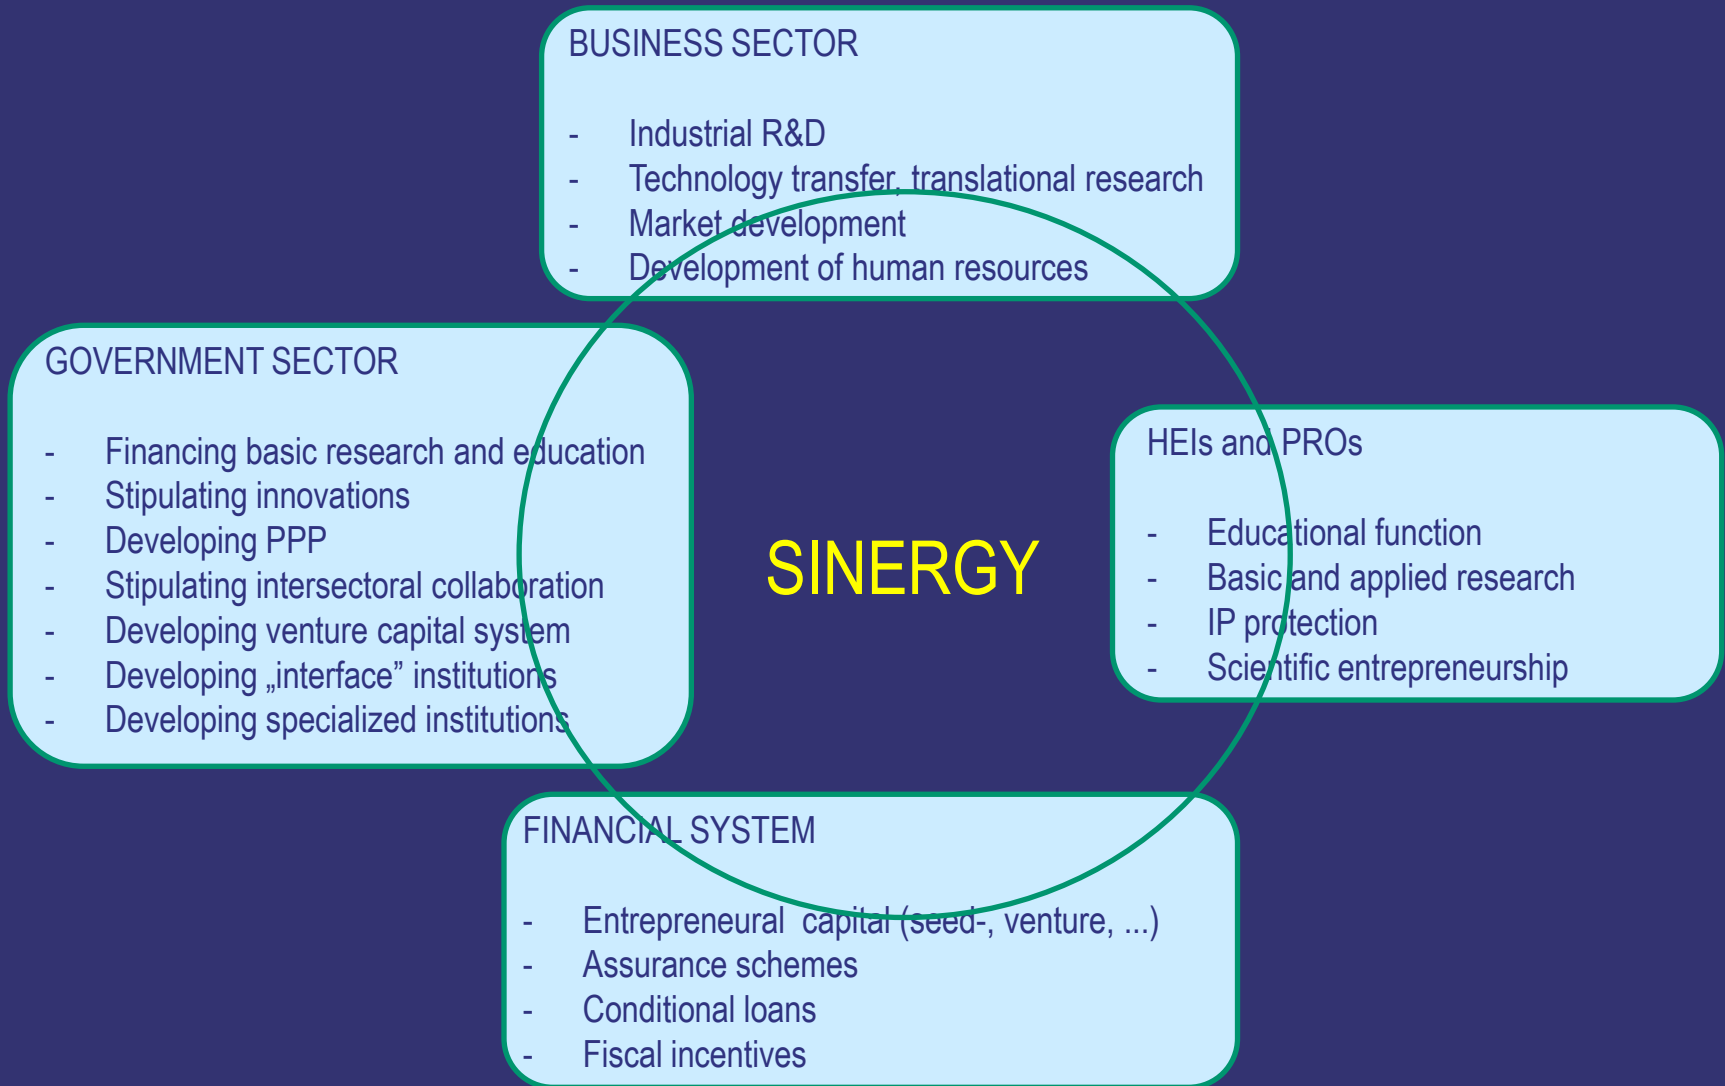 BUSINESS SECTOR
- Industrial R&D
- Technology transfer, translational research
- Market development
- Development of human resources
GOVERNMENT SECTOR
- Financing basic research and education
- Stipulating innovations
- Developing PPP
- Stipulating intersectoral collaboration
- Developing venture capital system
- Developing „interface” institutions
- Developing specialized institutions
SINERGY
HEIs and PROs
- Educational function
- Basic and applied research
- IP protection
- Scientific entrepreneurship
FINANCIAL SYSTEM
- Entrepreneural capital (seed-, venture, ...)
- Assurance schemes
- Conditional loans
- Fiscal incentives